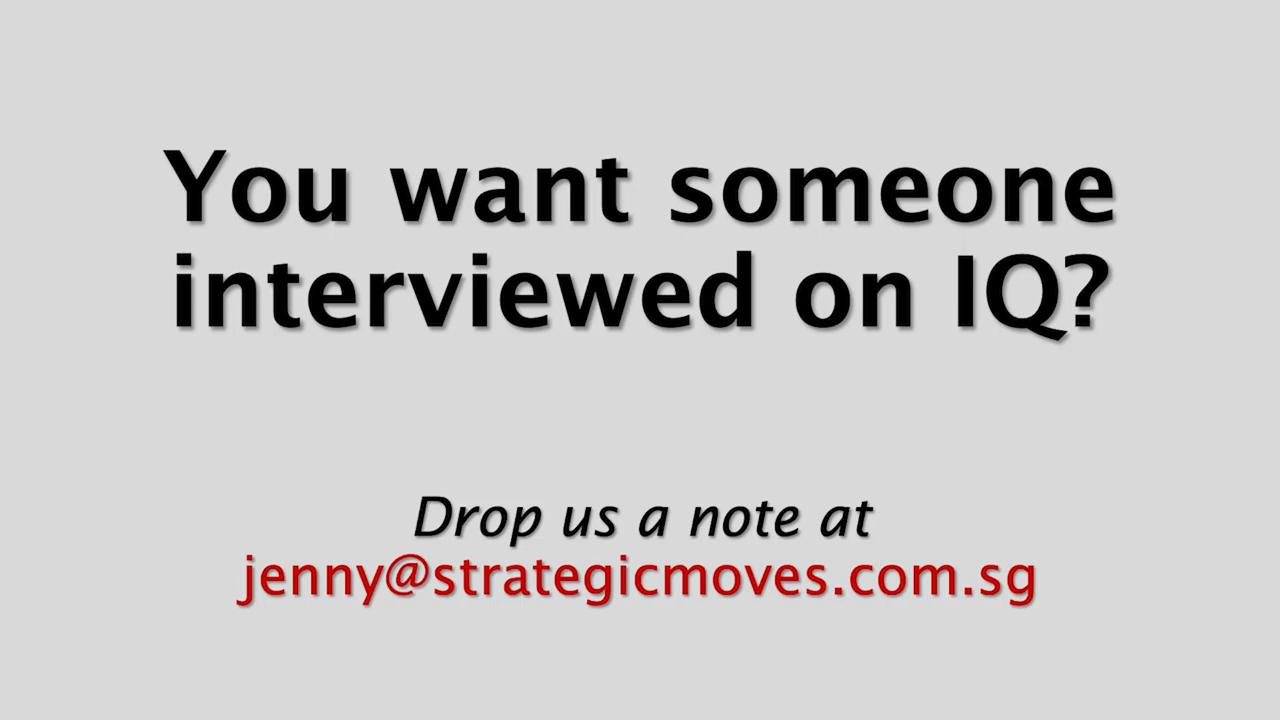 You want someone
interviewed on IQ?
Drop us a note at
jenny@strategicmoves.com.sg